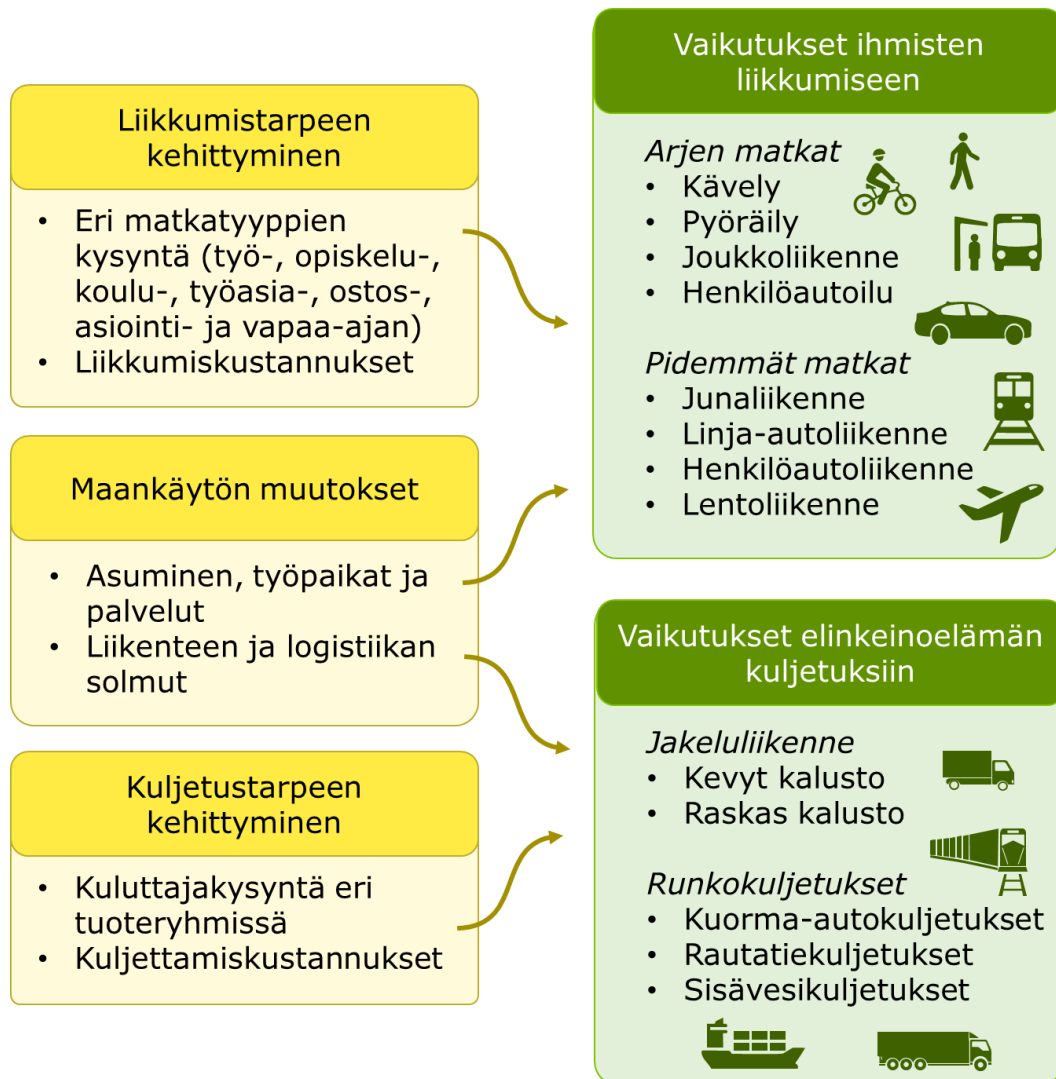 Liikkumistarpeen
kehittyminen
• Eri matkatyyppien
kysyntä (työ-, opiskelu-,
koulu-, työasia-, ostos-,
asiointi- ja vapaa-ajan)
• Liikkumiskustannukset
Maankäytön muutokset
• Asuminen, työpaikat ja
palvelut
• Liikenteen ja logistiikan
solmut
Kuljetustarpeen
kehittyminen
• Kuluttajakysyntä eri
tuoteryhmissä
• Kuljettamiskustannukset
Vaikutukset ihmisten
liikkumiseen
Arjen matkat
• Kävely
• Pyöräily
• Joukkoliikenne
• Henkilöautoilu
Pidemmät matkat
• Junaliikenne
• Linja-autoliikenne
• Henkilöautoliikenne
• Lentoliikenne
Vaikutukset elinkeinoelämän
kuljetuksiin
Jakeluliikenne
• Kevyt kalusto
• Raskas kalusto
Runkokuljetukset
• Kuorma-autokuljetukset
• Rautatiekuljetukset
• Sisävesikuljetukset